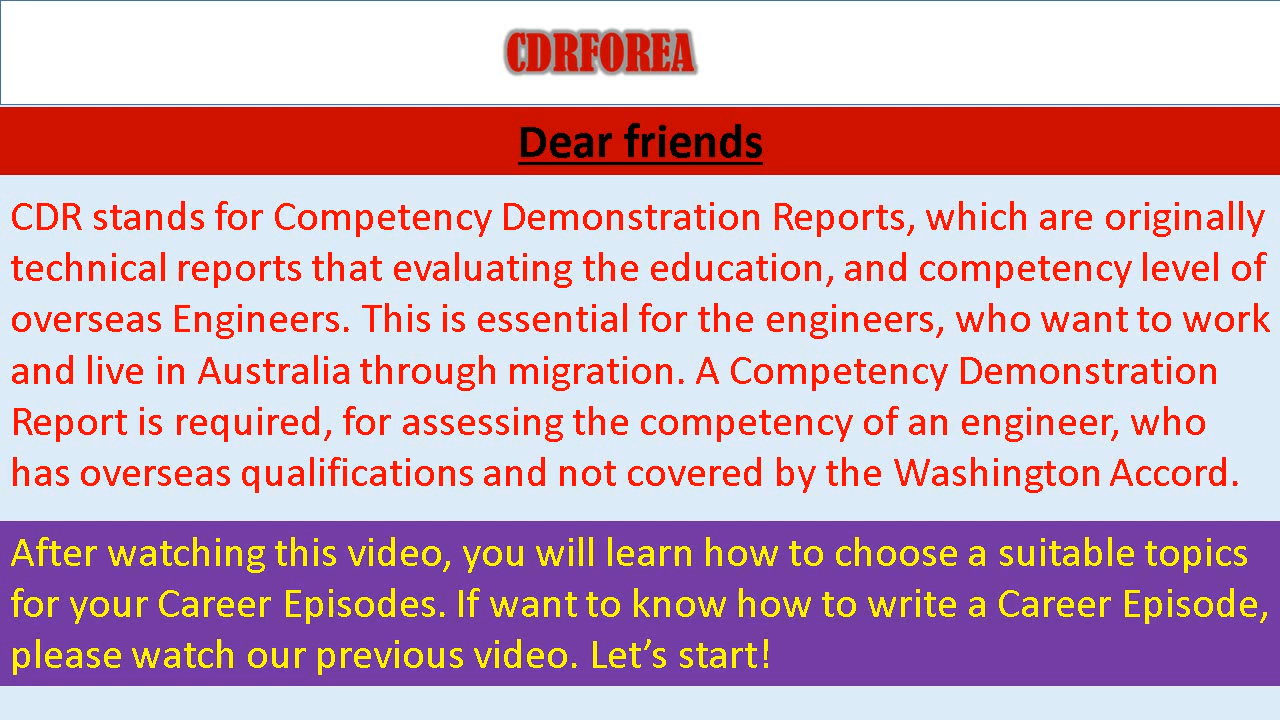 CDRFOREA
Dear friends
CDR stands for Competency Demonstration Reports, which are originally
technical reports that evaluating the education, and competency level of
overseas Engineers. This is essential for the engineers, who want to work
and live in Australia through migration. A Competency Demonstration
Report is required, for assessing the competency of an engineer, who
has overseas qualifications and not covered by the Washington Accord.
After watching this video, you will learn how to choose a suitable topics
for your Career Episodes. If want to know how to write a Career Episode,
please watch our previous video. Let’s start!